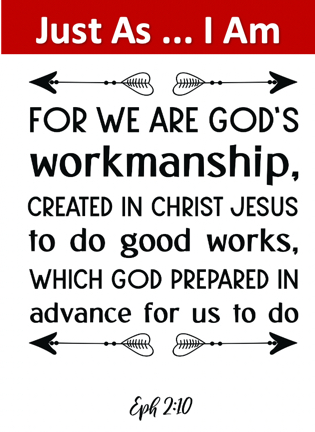 Just As ... I Am
FOR WE ARE GOD'S
workmanship,
CREATED IN CHRIST JESUS
to do good works,
WHICH GOD PREPARED IN
advance for us to do
Eph 2:10